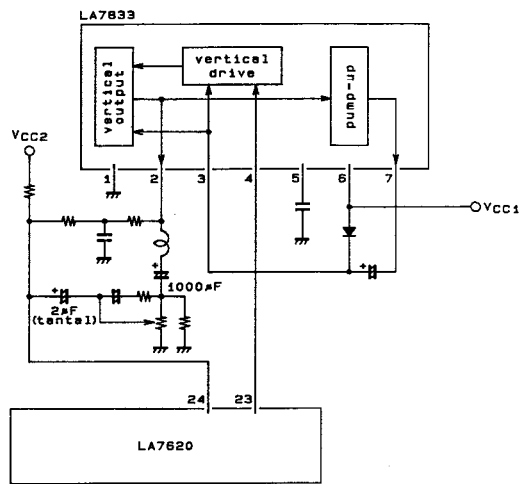 LA7833
vertical output
vertical drive
pump-up
VCC2
1
2
3
4
5
6
7
VCC1
+
+
1000µF
+
2µF
(tantal)
24
23
LA7620